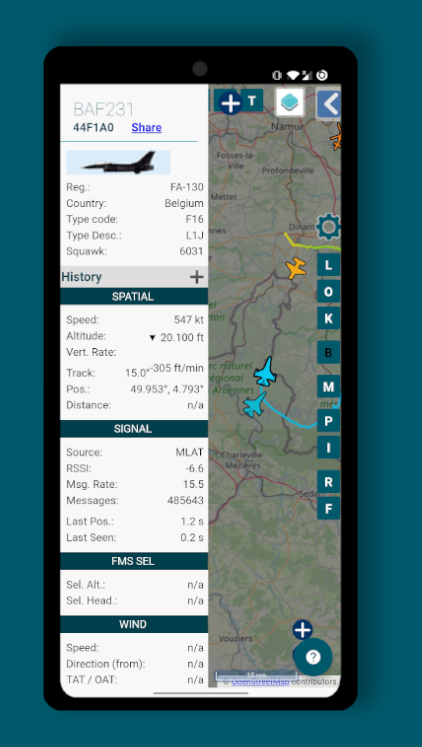 BAF231
44F1A0 Share
Reg.: FA-130
Country: Belgium
Type code: F16
Type Desc.: L1J
Squawk: 6031
History +
SPATIAL
Speed: 547 kt
Altitude: ▼ 20.100 ft
Vert. Rate: -305 ft/min
Track: 15.0°
Pos.: 49.953°, 4.793°
Distance: n/a
SIGNAL
Source: MLAT
RSSI: -6.6
Msg. Rate: 15.5
Messages: 485643
Last Pos.: 1.2 s
Last Seen: 0.2 s
FMS SEL
Sel. Alt.: n/a
Sel. Head.: n/a
WIND
Speed: n/a
Direction (from): n/a
TAT / OAT: n/a
T
Namur
Fosses-la-
Ville
Profondeville
Mettet
Dinant
L
O
K
B
M
P
I
R
F
parc naturel
régional
Ardennes
Charleville-
Mézières
Sedan
Vouziers
?
10 nm
© OpenStreetMap contributors.